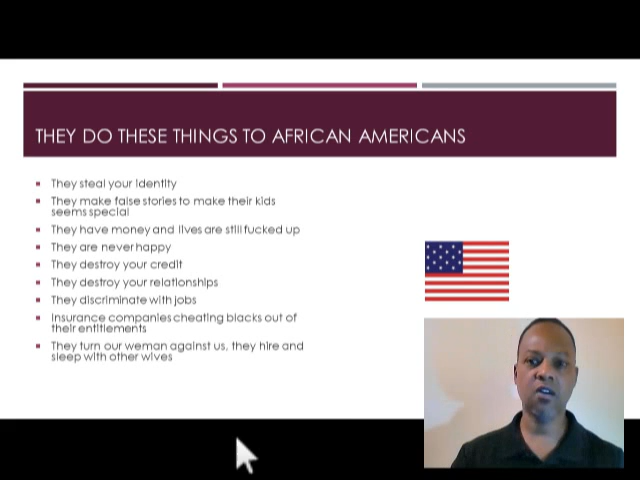 THEY DO THESE THINGS TO AFRICAN AMERICANS
They steal your identity
They make false stories to make their kids
seems special
They have money and lives are still fucked up
They are never happy
They destroy your credit
They destroy your relationships
They discriminate with jobs
Insurance companies cheating blacks out of
their entitlements
They turn our weman against us, they hire and
sleep with other wives